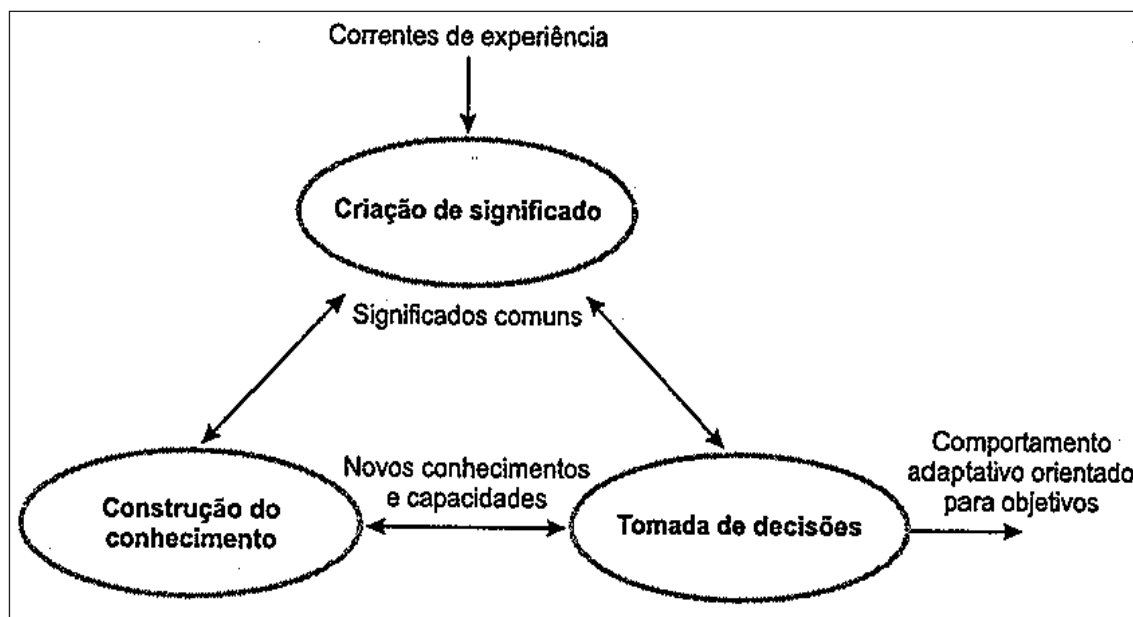 Correntes de experiência
Criação de significado
Significados comuns
Construção do
conhecimento
Novos conhecimentos
e capacidades
Tomada de decisões
Comportamento
adaptativo orientado
para objetivos